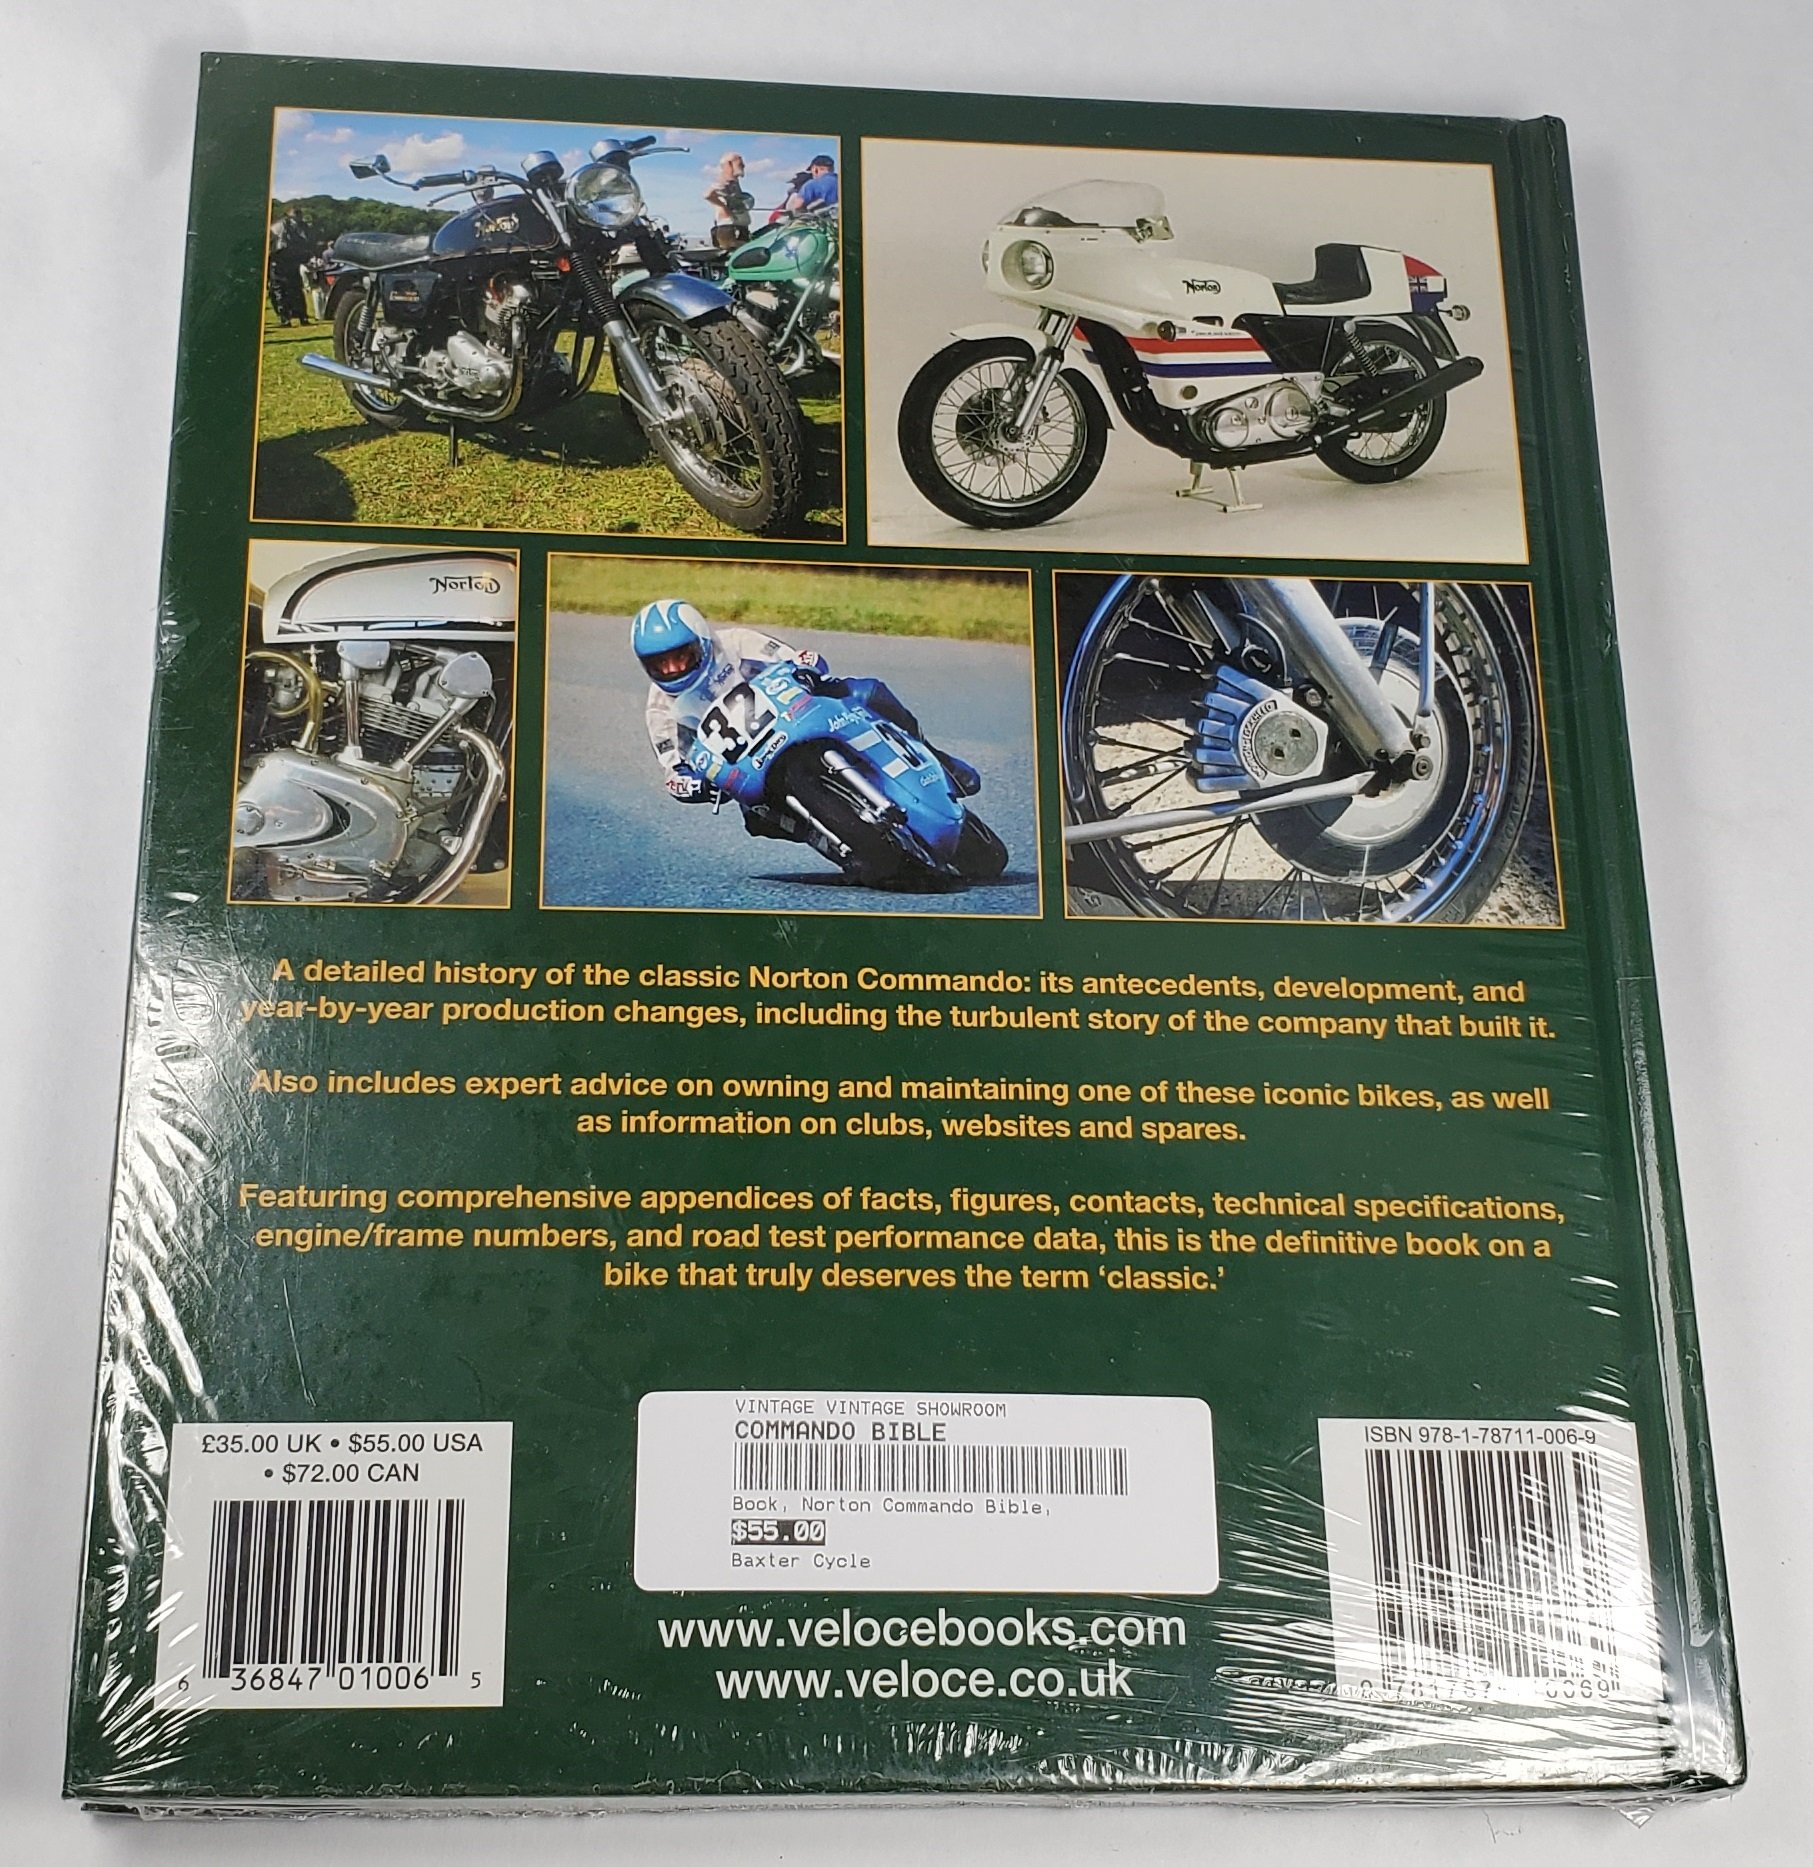 Norton
Norton
Norton
32
A detailed history of the classic Norton Commando: its antecedents, development, and
year-by-year production changes, including the turbulent story of the company that built it.
Also includes expert advice on owning and maintaining one of these iconic bikes, as well
as information on clubs, websites and spares.
Featuring comprehensive appendices of facts, figures, contacts, technical specifications,
engine/frame numbers, and road test performance data, this is the definitive book on a
bike that truly deserves the term ‘classic.’
£35.00 UK • $55.00 USA
• $72.00 CAN
6 36847 01006 5
VINTAGE VINTAGE SHOWROOM
COMMANDO BIBLE
Book, Norton Commando Bible,
$55.00
Baxter Cycle
www.velocebooks.com
www.veloce.co.uk
ISBN 978-1-78711-006-9